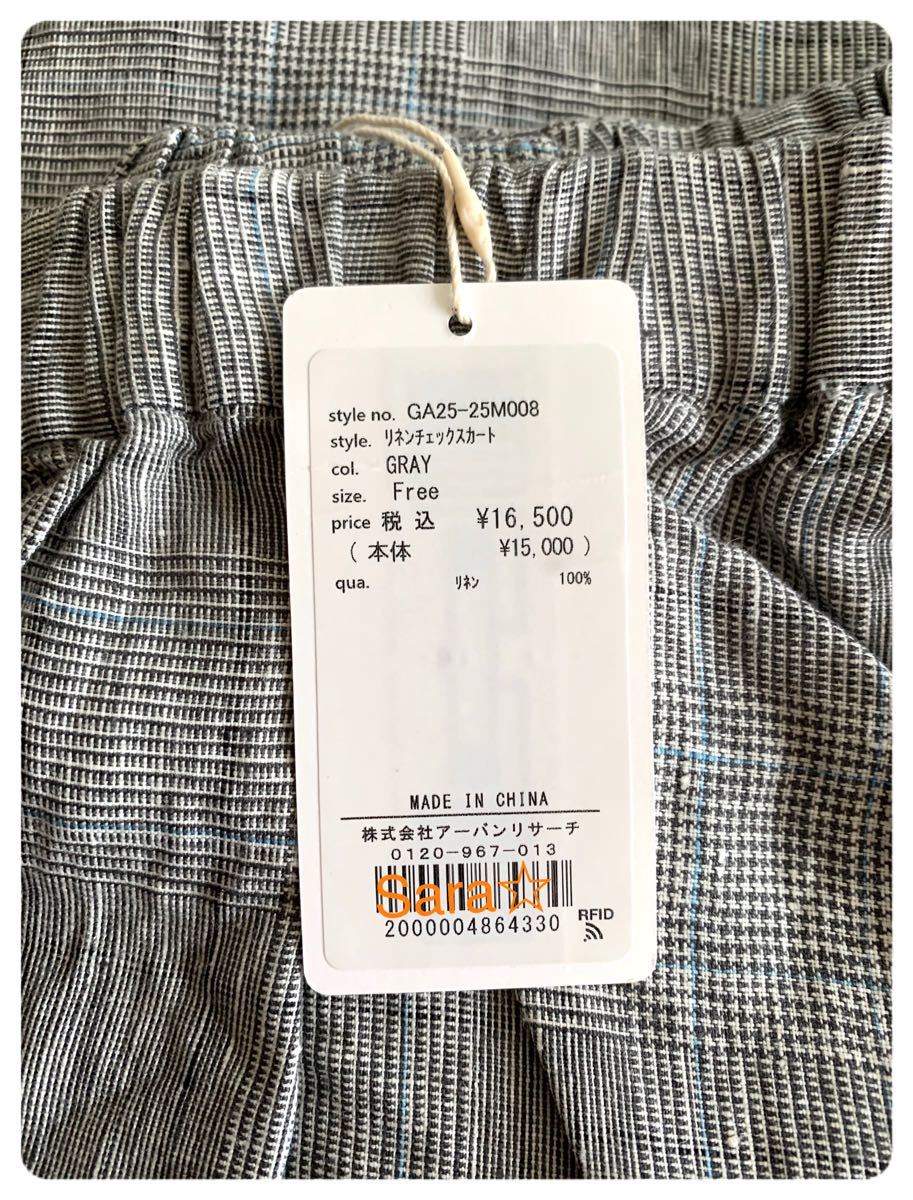 style no. GA25-25M008
style. ﾘﾈﾝﾁｪｯｸｽｶｰﾄ
col. GRAY
size. Free
price 税 込 ¥16,500
( 本体 ¥15,000 )
qua. ﾘﾈﾝ 100%
MADE IN CHINA
株式会社アーバンリサーチ
0120-967-013
Sara☆
2000004864330
RFID